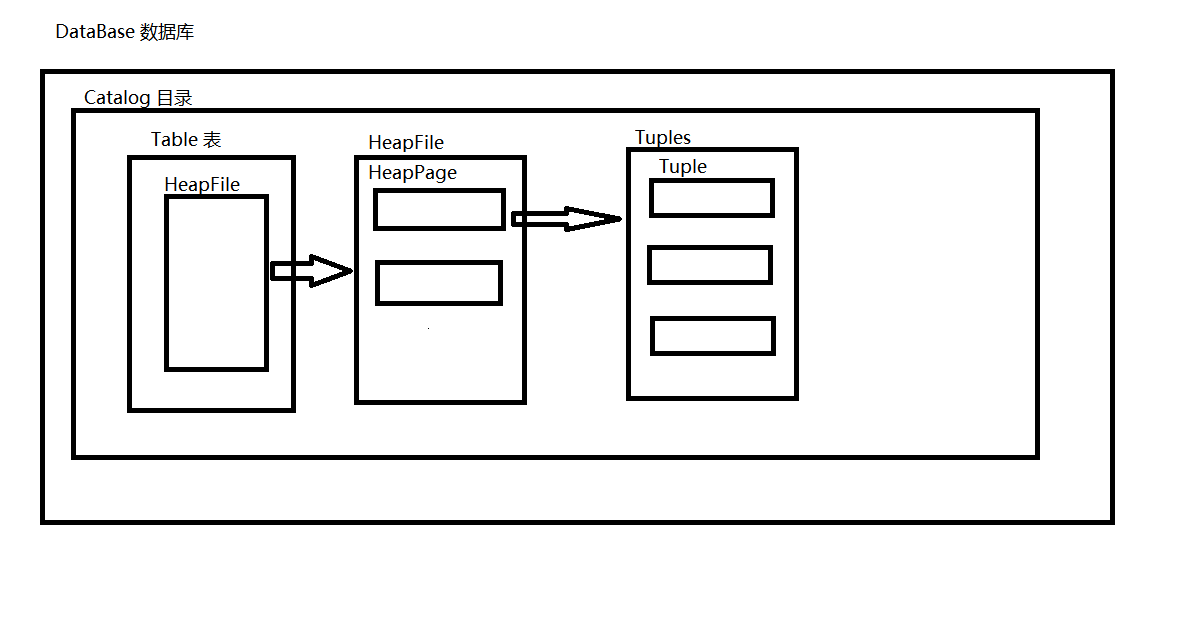 DataBase 数据库
Catalog 目录
Table 表
HeapFile
HeapFile
HeapPage
Tuples
Tuple